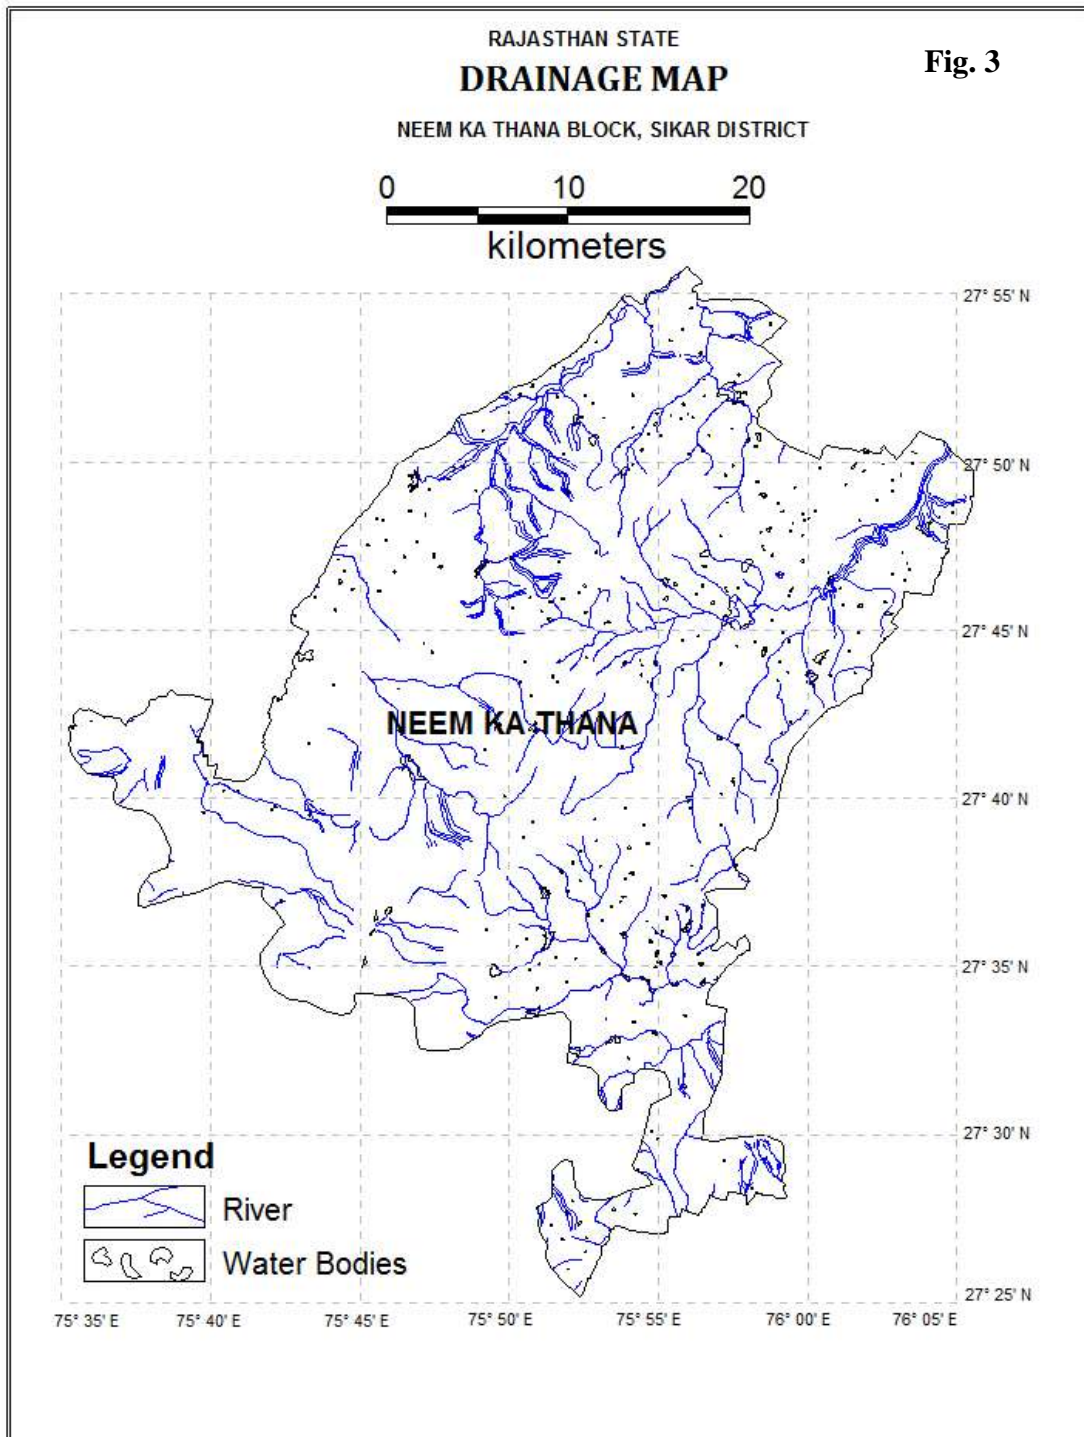 RAJASTHAN STATE
Fig. 3
DRAINAGE MAP
NEEM KA THANA BLOCK, SIKAR DISTRICT
0 10 20
kilometers
27° 55' N
27° 50' N
27° 45' N
NEEM KA THANA
27° 40' N
27° 35' N
27° 30' N
Legend
River
Water Bodies
27° 25' N
75° 35' E 75° 40' E 75° 45' E 75° 50' E 75° 55' E 76° 00' E 76° 05' E